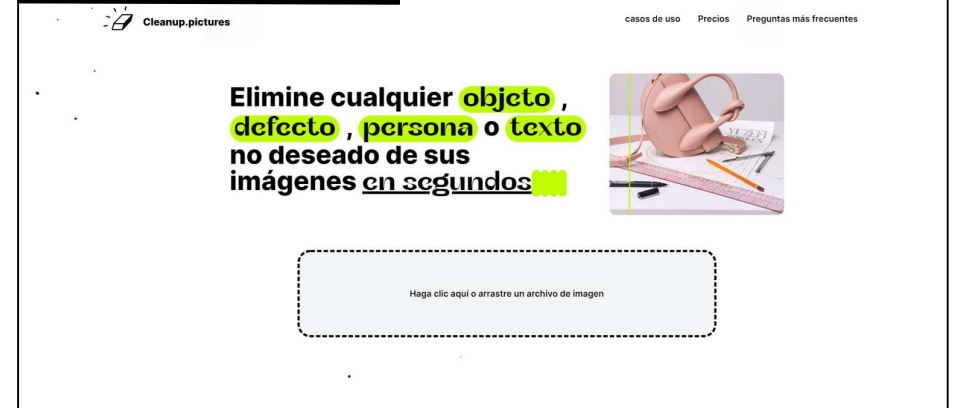 Cleanup.pictures
casos de uso Precios Preguntas más frecuentes
Elimine cualquier objeto ,
defecto , persona o texto
no deseado de sus
imágenes en segundos
YUZEFI
Haga clic aquí o arrastre un archivo de imagen